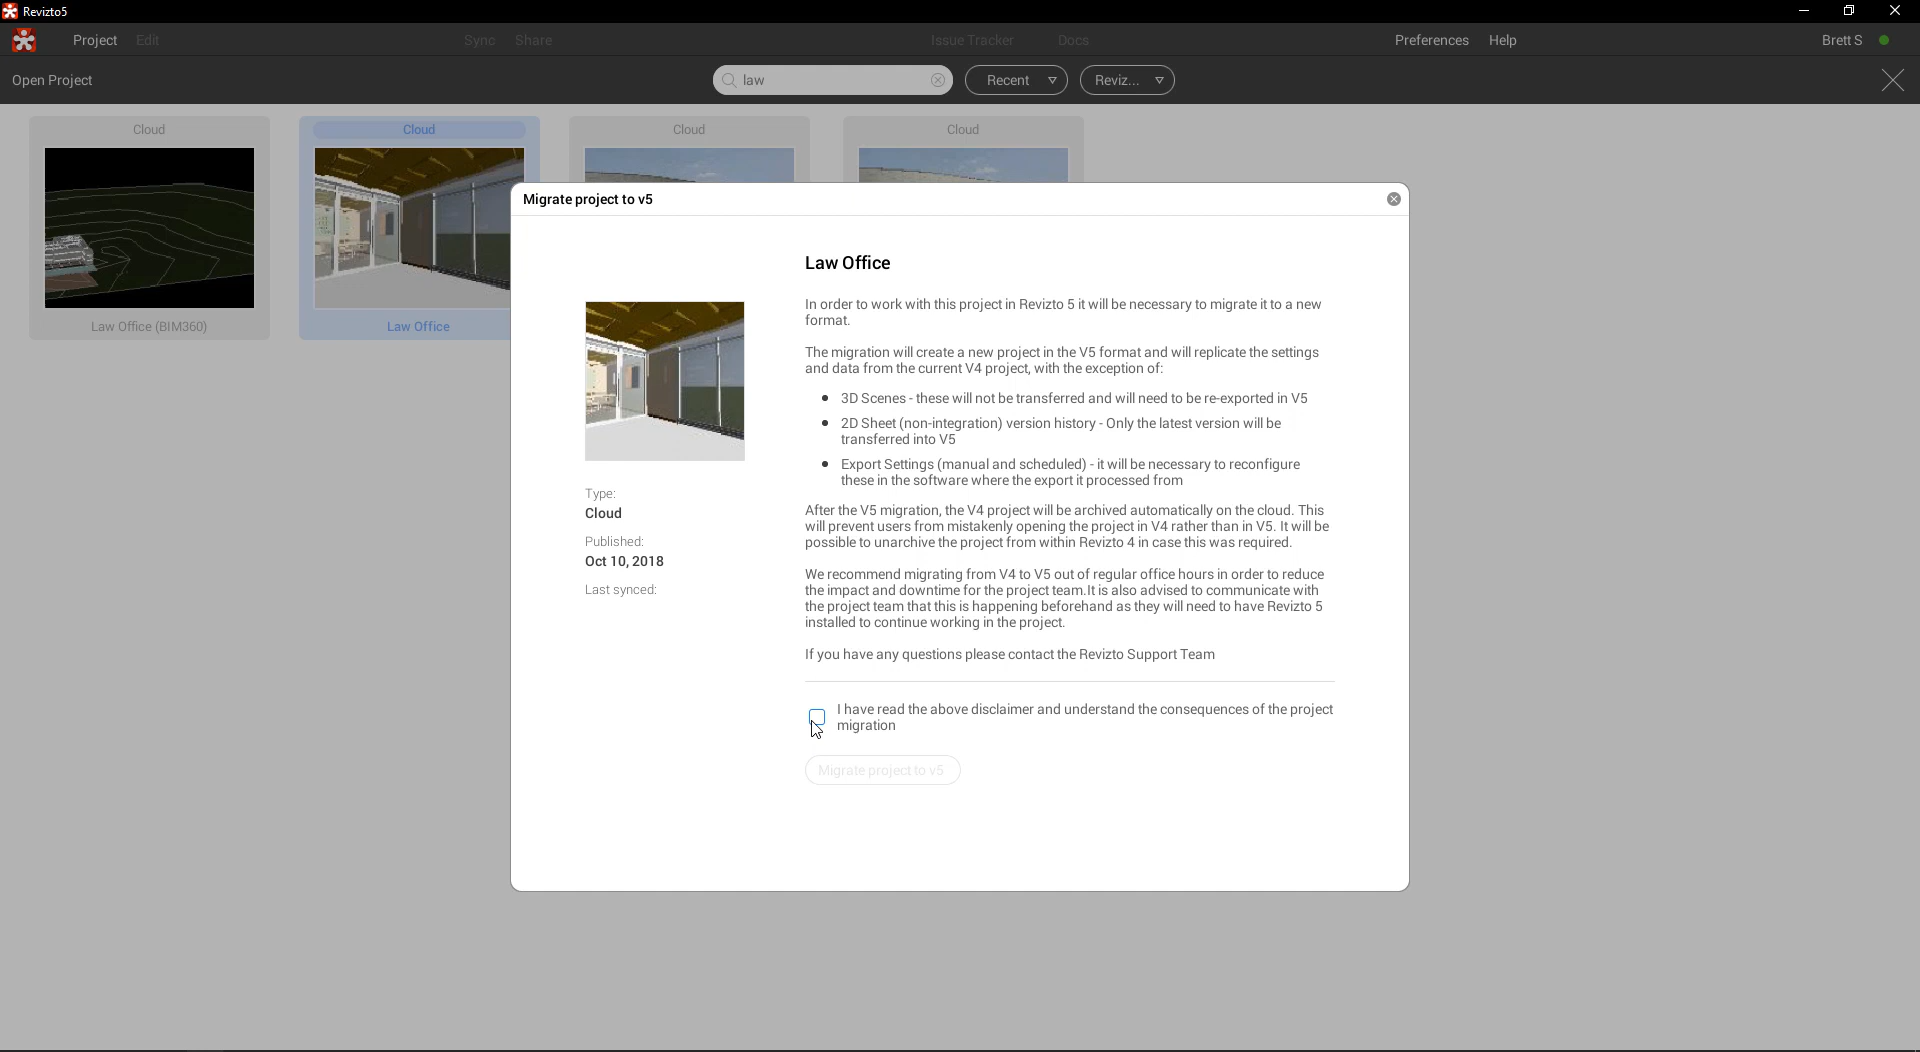 Revizto5
Project Edit Sync Share Issue Tracker Docs Preferences Help Brett S
Open Project law Recent Reviz...
Cloud Cloud Cloud Cloud
Law Office (BIM360) Law Office
Migrate project to v5
Law Office
In order to work with this project in Revizto 5 it will be necessary to migrate it to a new
format.
The migration will create a new project in the V5 format and will replicate the settings
and data from the current V4 project, with the exception of:
3D Scenes - these will not be transferred and will need to be re-exported in V5
2D Sheet (non-integration) version history - Only the latest version will be
transferred into V5
Export Settings (manual and scheduled) - it will be necessary to reconfigure
these in the software where the export it processed from
After the V5 migration, the V4 project will be archived automatically on the cloud. This
will prevent users from mistakenly opening the project in V4 rather than in V5. It will be
possible to unarchive the project from within Revizto 4 in case this was required.
We recommend migrating from V4 to V5 out of regular office hours in order to reduce
the impact and downtime for the project team.It is also advised to communicate with
the project team that this is happening beforehand as they will need to have Revizto 5
installed to continue working in the project.
If you have any questions please contact the Revizto Support Team
Type:
Cloud
Published:
Oct 10, 2018
Last synced:
I have read the above disclaimer and understand the consequences of the project
migration
Migrate project to v5